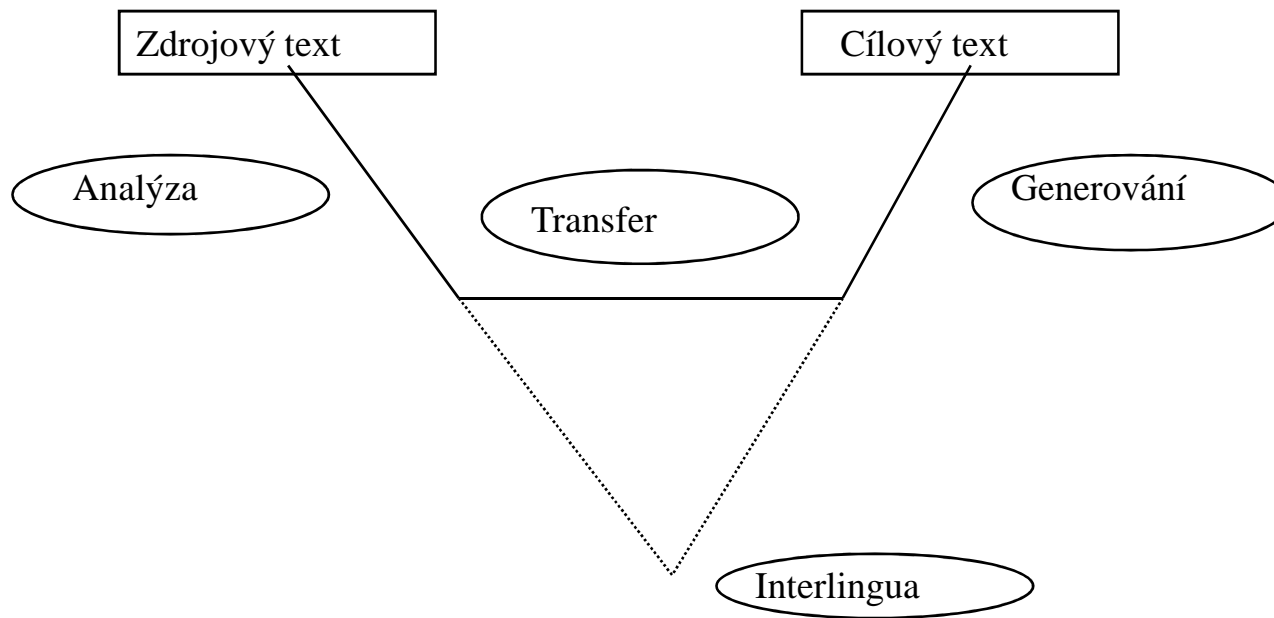 Zdrojový text
Cílový text
Analýza
Transfer
Generování
Interlingua